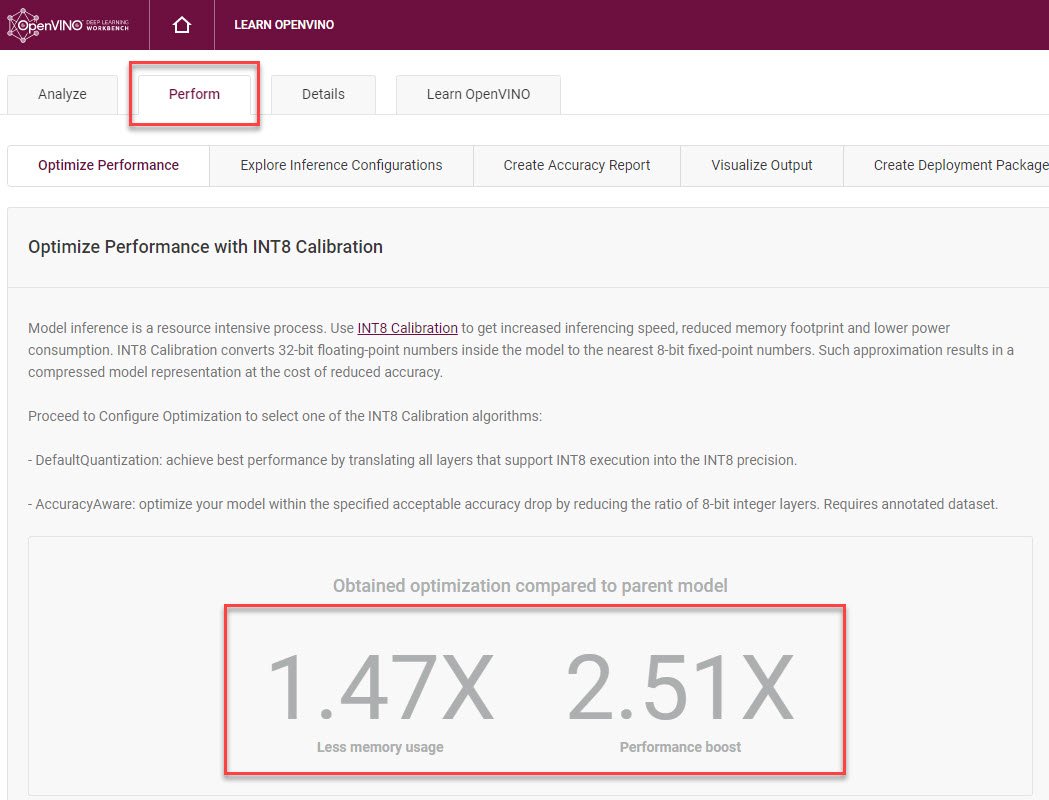 OpenVINO DEEP LEARNING WORKBENCH
LEARN OPENVINO
Analyze
Perform
Details
Learn OpenVINO
Optimize Performance
Explore Inference Configurations
Create Accuracy Report
Visualize Output
Create Deployment Package
Optimize Performance with INT8 Calibration
Model inference is a resource intensive process. Use INT8 Calibration to get increased inferencing speed, reduced memory footprint and lower power
consumption. INT8 Calibration converts 32-bit floating-point numbers inside the model to the nearest 8-bit fixed-point numbers. Such approximation results in a
compressed model representation at the cost of reduced accuracy.
Proceed to Configure Optimization to select one of the INT8 Calibration algorithms:
- DefaultQuantization: achieve best performance by translating all layers that support INT8 execution into the INT8 precision.
- AccuracyAware: optimize your model within the specified acceptable accuracy drop by reducing the ratio of 8-bit integer layers. Requires annotated dataset.
Obtained optimization compared to parent model
1.47X
2.51X
Less memory usage
Performance boost